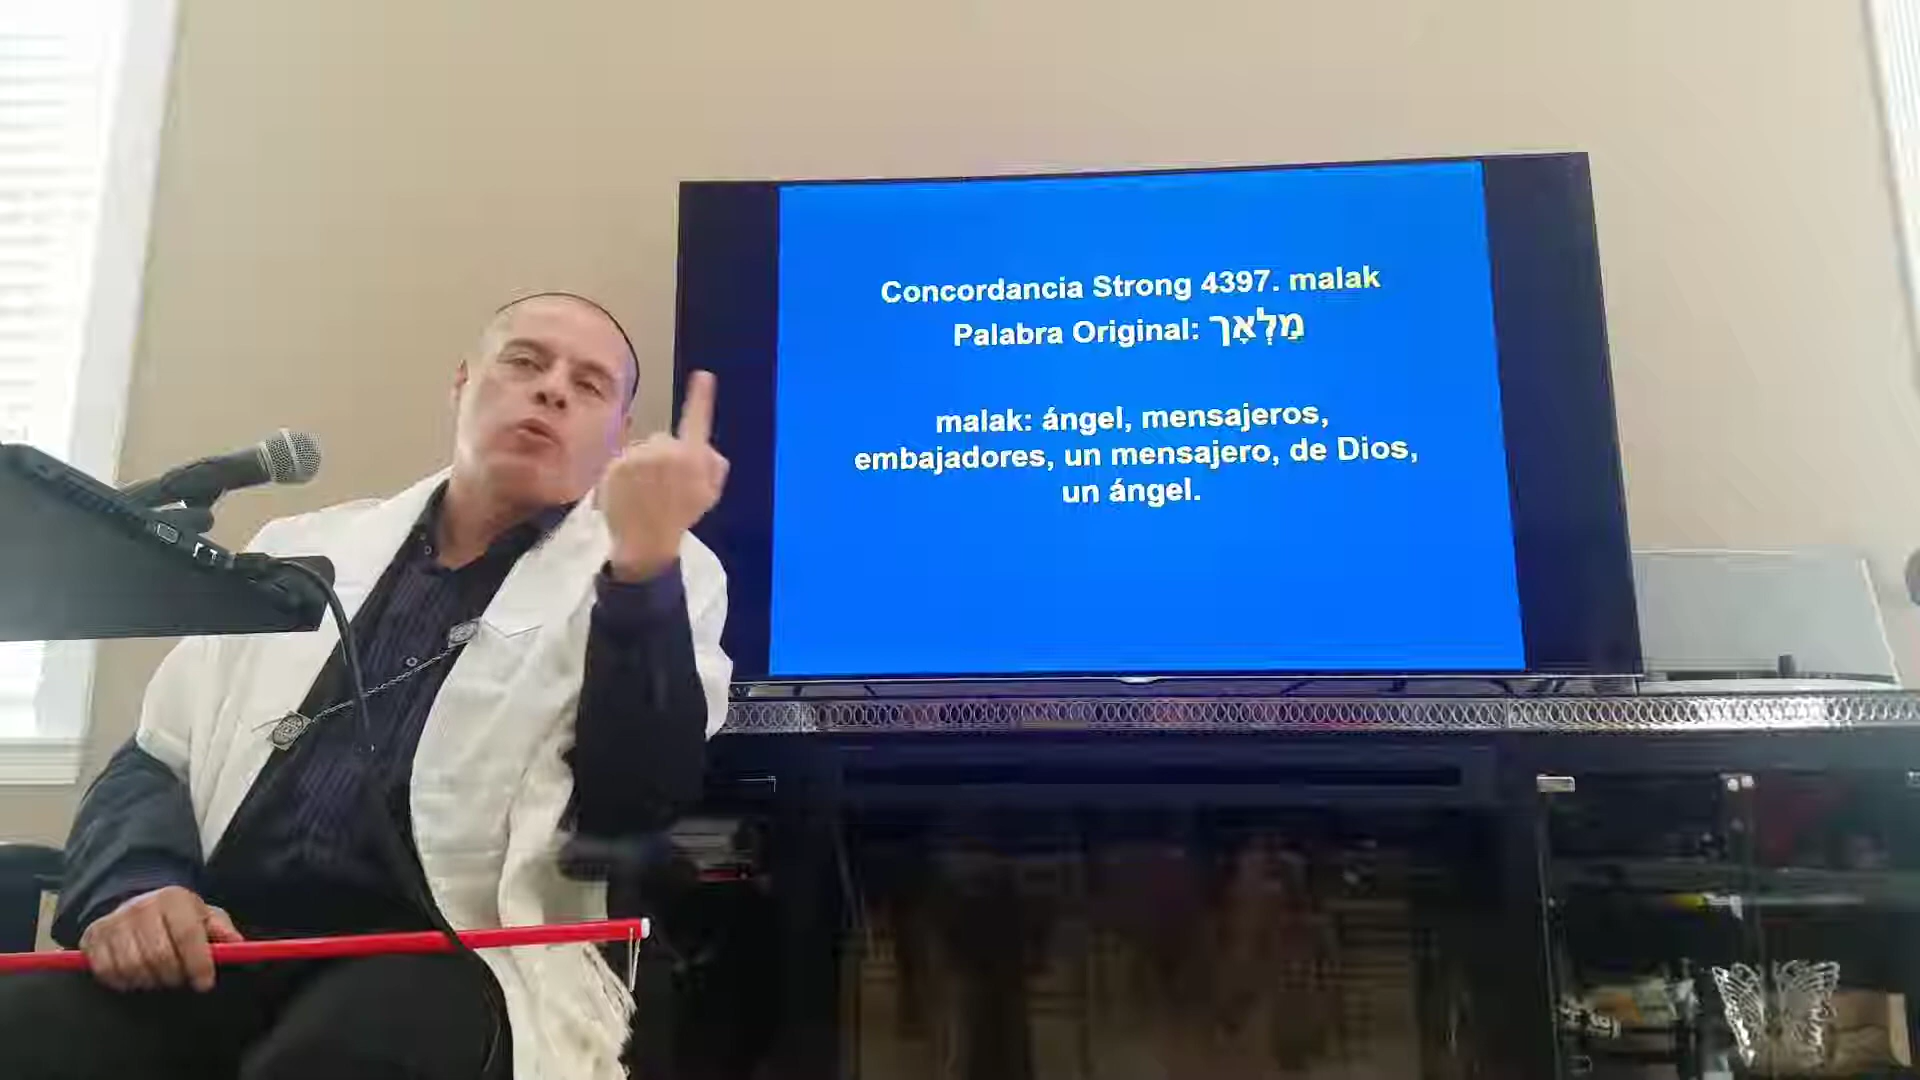 Concordancia Strong 4397. malak
Palabra Original: מַלְאָך
malak: ángel, mensajeros,
embajadores, un mensajero, de Dios,
un ángel.